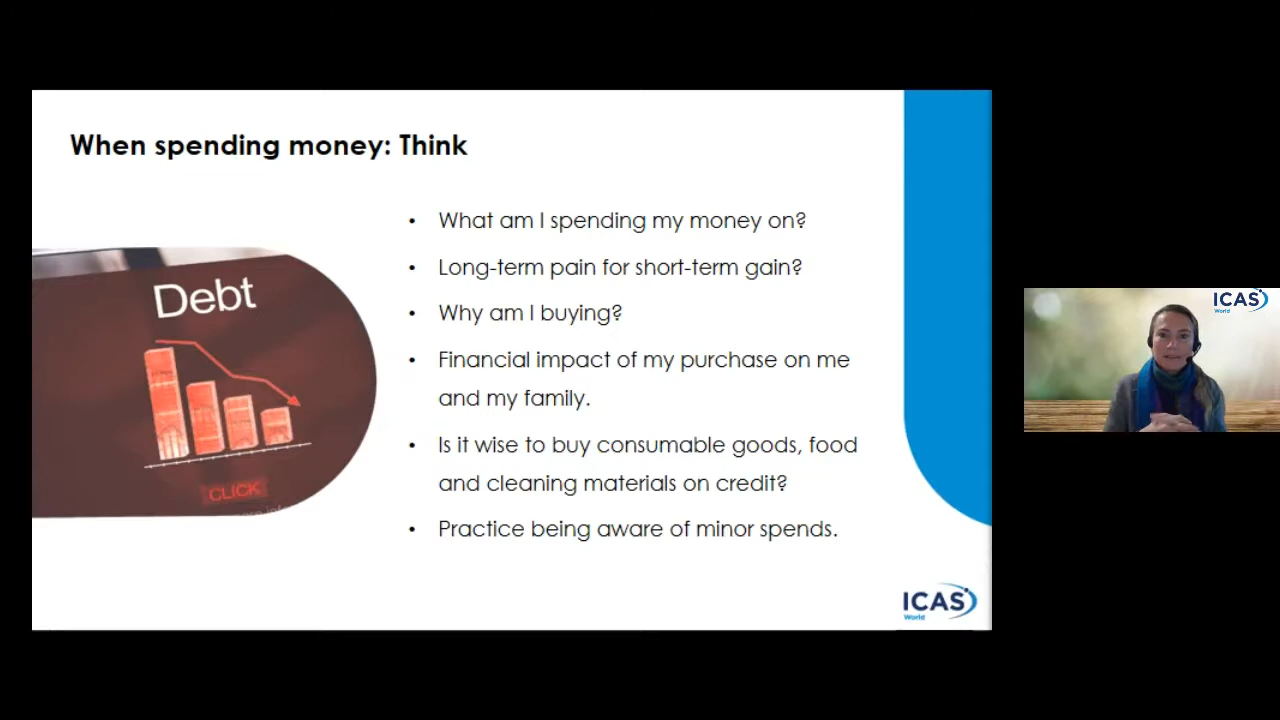 When spending money: Think
• What am I spending my money on?
• Long-term pain for short-term gain?
• Why am I buying?
• Financial impact of my purchase on me
and my family.
• Is it wise to buy consumable goods, food
and cleaning materials on credit?
• Practice being aware of minor spends.
Debt
CLICK
ICAS
World
ICAS
World